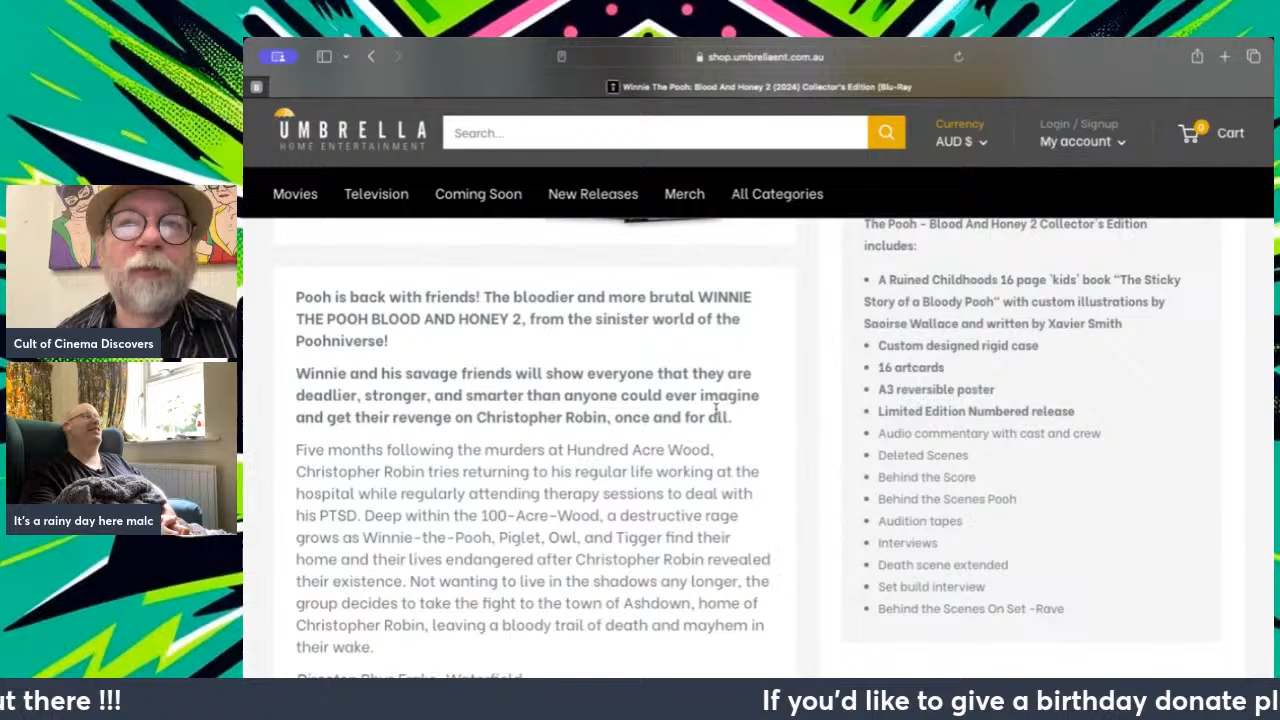 shop.umbrellaent.com.au
Winnie The Pooh: Blood And Honey 2 (2024) Collector's Edition (Blu-Ray
UMBRELLA
HOME ENTERTAINMENT
Search...
Currency
AUD $
Login / Signup
My account
0
Cart
Movies
Television
Coming Soon
New Releases
Merch
All Categories
Cult of Cinema Discovers
It's a rainy day here malc
Pooh is back with friends! The bloodier and more brutal WINNIE
THE POOH BLOOD AND HONEY 2, from the sinister world of the
Poohniverse!
Winnie and his savage friends will show everyone that they are
deadlier, stronger, and smarter than anyone could ever imagine
and get their revenge on Christopher Robin, once and for all.
Five months following the murders at Hundred Acre Wood,
Christopher Robin tries returning to his regular life working at the
hospital while regularly attending therapy sessions to deal with
his PTSD. Deep within the 100-Acre-Wood, a destructive rage
grows as Winnie-the-Pooh, Piglet, Owl, and Tigger find their
home and their lives endangered after Christopher Robin revealed
their existence. Not wanting to live in the shadows any longer, the
group decides to take the fight to the town of Ashdown, home of
Christopher Robin, leaving a bloody trail of death and mayhem in
their wake.
The Pooh - Blood And Honey 2 Collector's Edition
includes:
• A Ruined Childhoods 16 page 'kids' book "The Sticky
Story of a Bloody Pooh" with custom illustrations by
Saoirse Wallace and written by Xavier Smith
• Custom designed rigid case
• 16 artcards
• A3 reversible poster
• Limited Edition Numbered release
• Audio commentary with cast and crew
• Deleted Scenes
• Behind the Score
• Behind the Scenes Pooh
• Audition tapes
• Interviews
• Death scene extended
• Set build interview
• Behind the Scenes On Set -Rave
ut there !!!
If you'd like to give a birthday donate pl